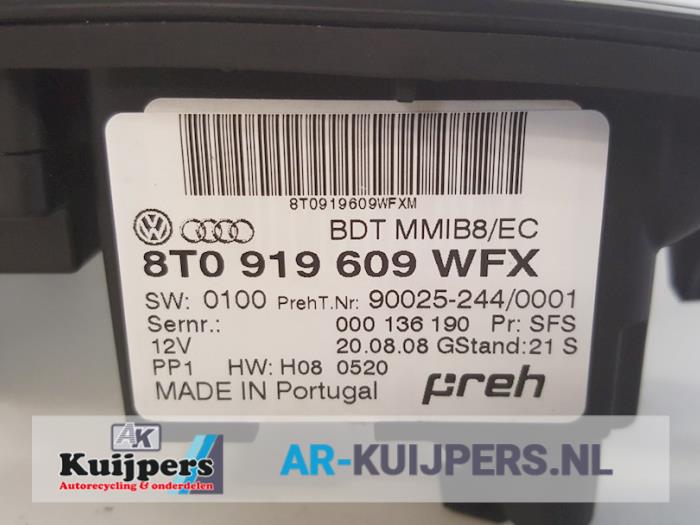 8T0919609WFXM
BDT MMIB8/EC
8T0 919 609 WFX
SW: 0100 PrehT.Nr: 90025-244/0001
Sernr.: 000 136 190 Pr: SFS
12V 20.08.08 GStand: 21 S
PP1 HW: H08 0520
MADE IN Portugal preh
AK
Kuijpers
Autorecycling & onderdelen
AR-KUIJPERS.NL